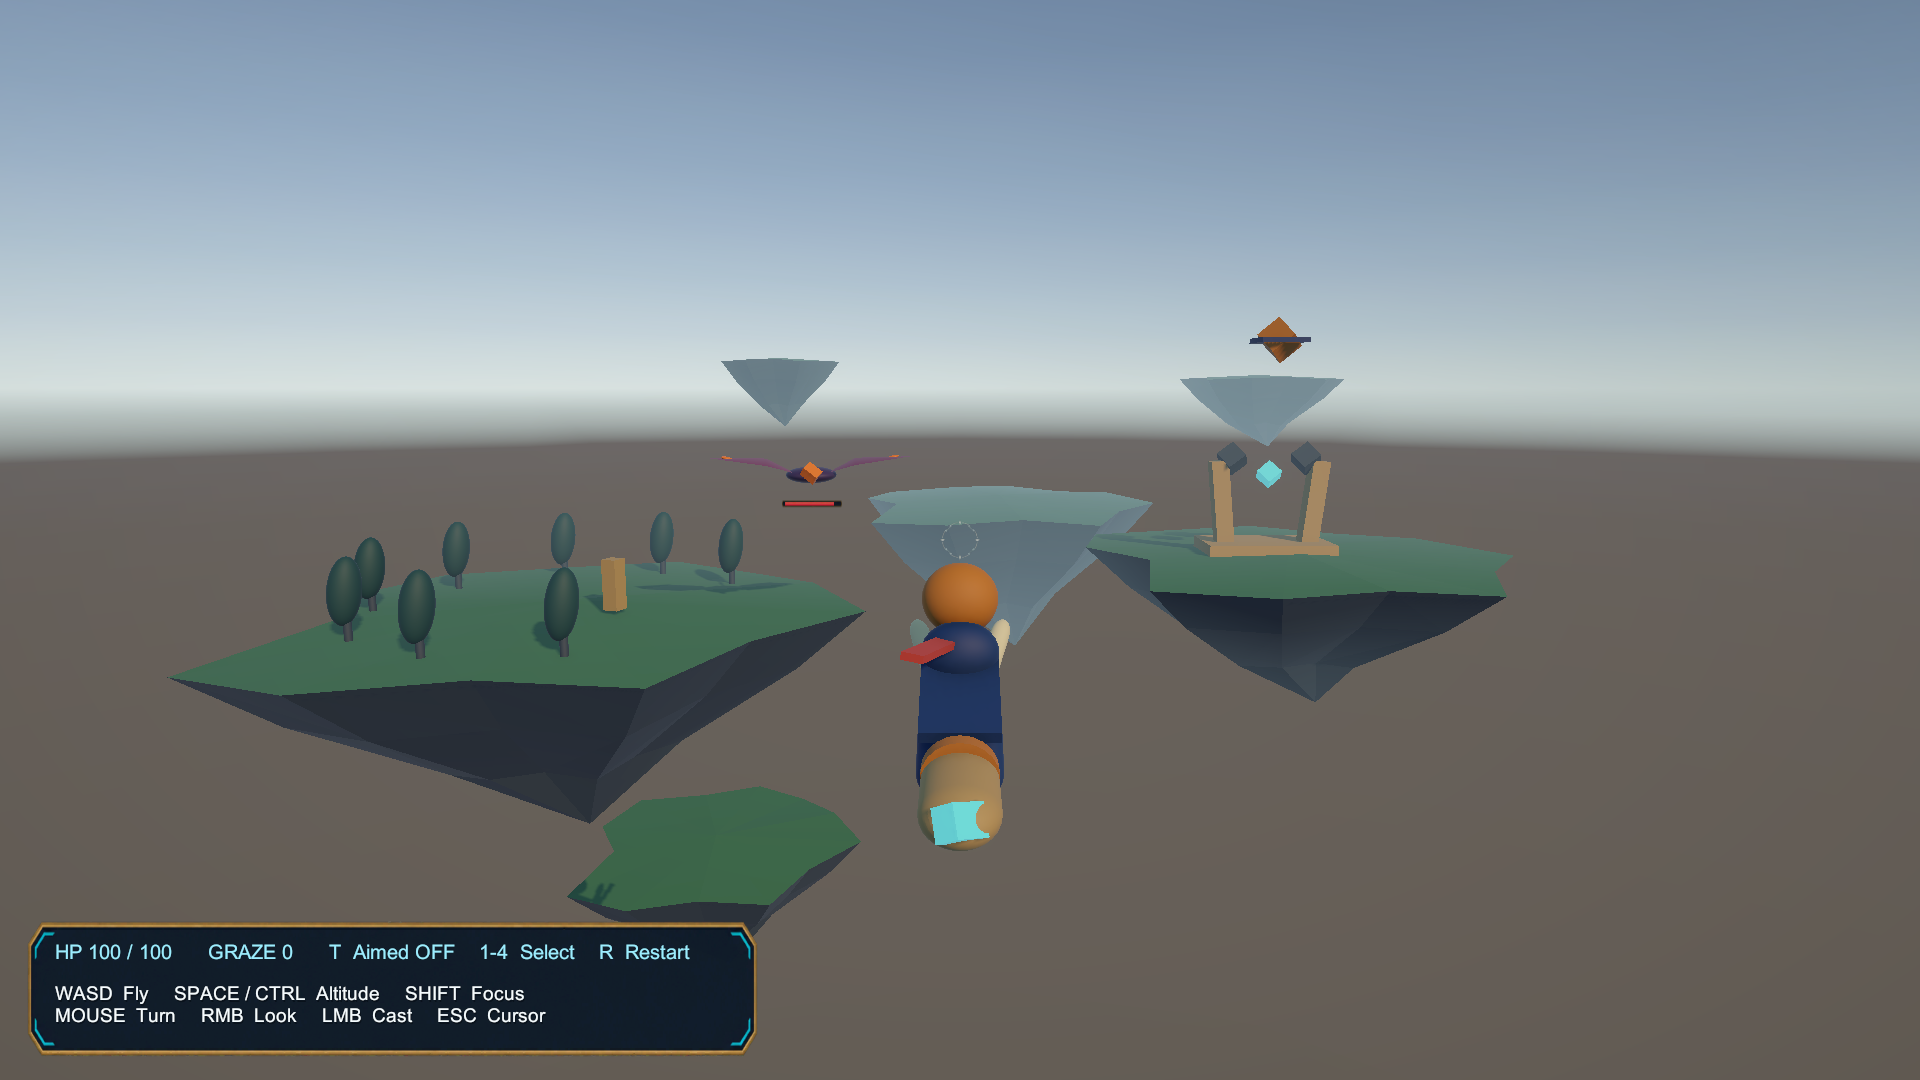 HP 100 / 100 GRAZE 0 T Aimed OFF 1-4 Select R Restart
WASD Fly SPACE / CTRL Altitude SHIFT Focus
MOUSE Turn RMB Look LMB Cast ESC Cursor